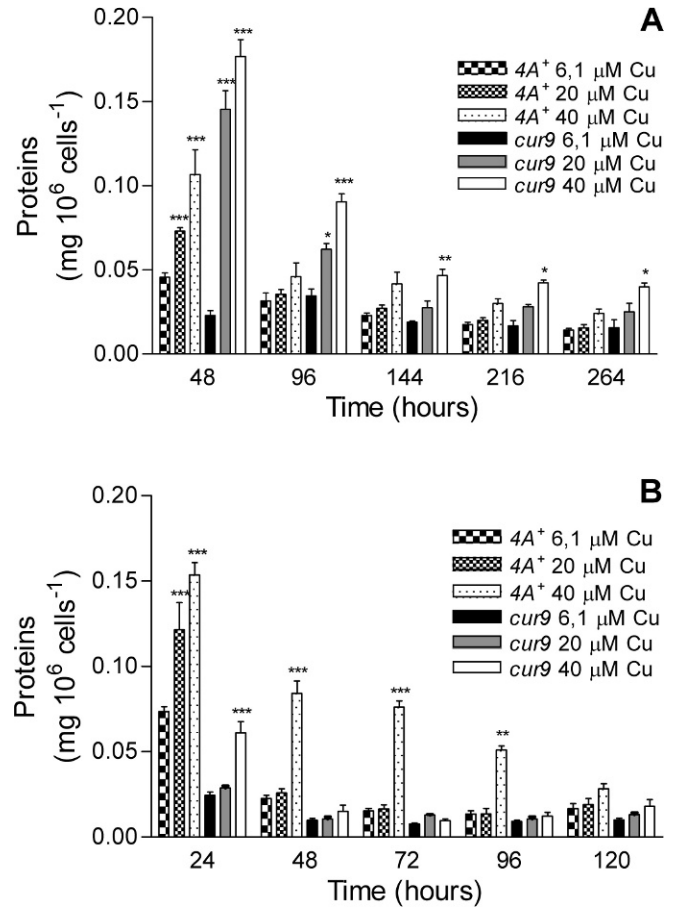 A
0.20
0.15
0.10
0.05
0.00
Proteins
(mg 10⁶ cells⁻¹)
***
***
***
***
*
***
**
*
*
4A⁺ 6,1 μM Cu
4A⁺ 20 μM Cu
4A⁺ 40 μM Cu
cur9 6,1 μM Cu
cur9 20 μM Cu
cur9 40 μM Cu
48 96 144 216 264
Time (hours)
B
0.20
0.15
0.10
0.05
0.00
Proteins
(mg 10⁶ cells⁻¹)
***
***
***
***
***
**
4A⁺ 6,1 μM Cu
4A⁺ 20 μM Cu
4A⁺ 40 μM Cu
cur9 6,1 μM Cu
cur9 20 μM Cu
cur9 40 μM Cu
24 48 72 96 120
Time (hours)